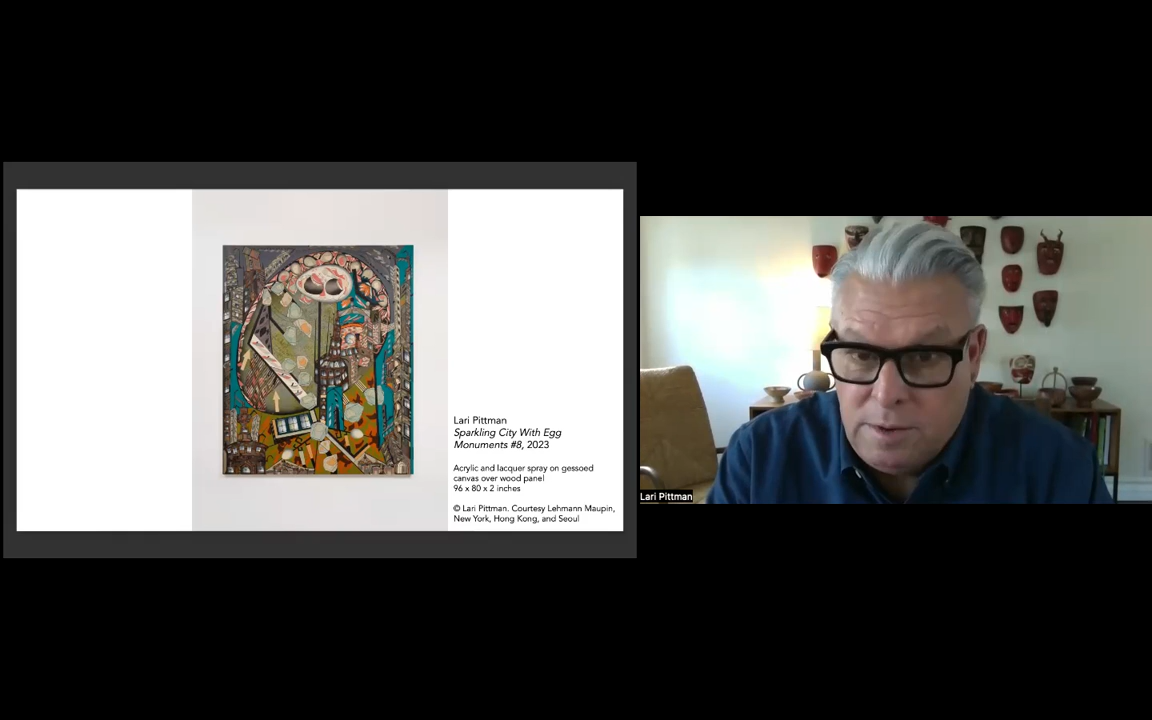 Lari Pittman
Sparkling City With Egg
Monuments #8, 2023
Acrylic and lacquer spray on gessoed
canvas over wood panel
96 x 80 x 2 inches
© Lari Pittman. Courtesy Lehmann Maupin,
New York, Hong Kong, and Seoul
Lari Pittman